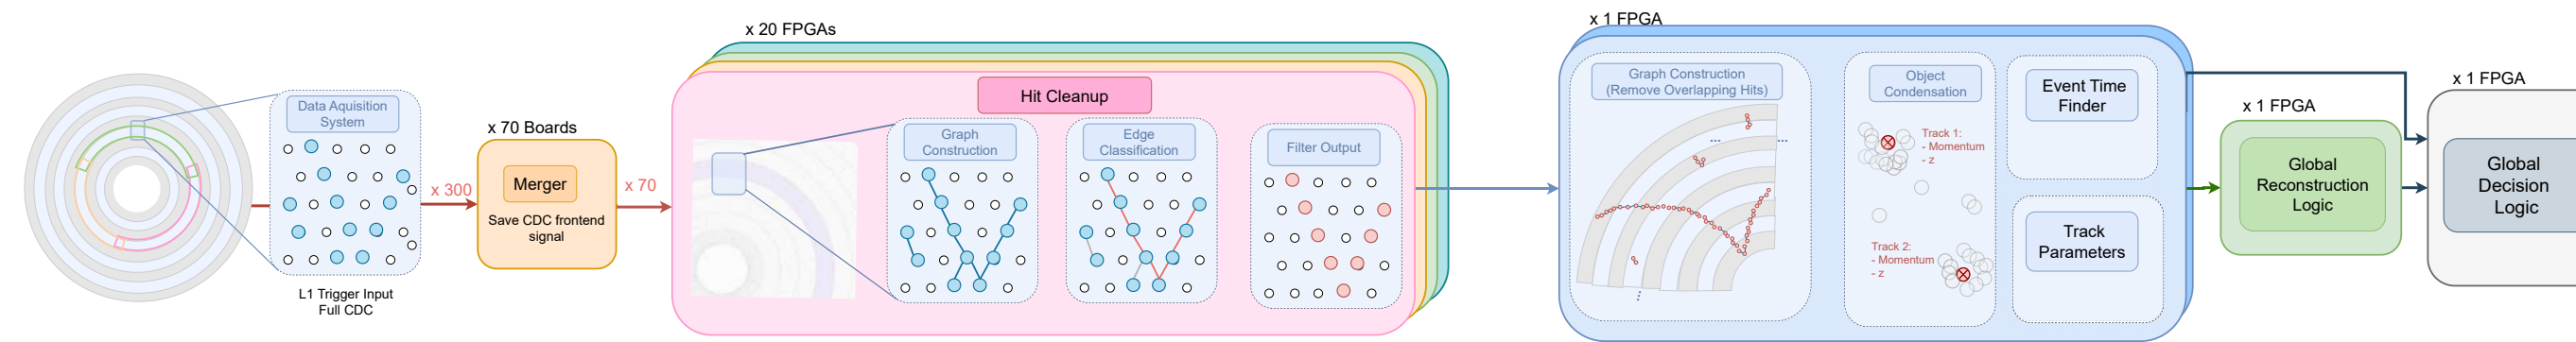 Data Aquisition
System
L1 Trigger Input
Full CDC
x 300
x 70 Boards
Merger
Save CDC frontend
signal
x 70
x 20 FPGAs
Hit Cleanup
Graph
Construction
Edge
Classification
Filter Output
x 1 FPGA
Graph Construction
(Remove Overlapping Hits)
Object
Condensation
Track 1:
- Momentum
- z
Track 2:
- Momentum
- z
Event Time
Finder
Track
Parameters
x 1 FPGA
Global
Reconstruction
Logic
x 1 FPGA
Global
Decision
Logic